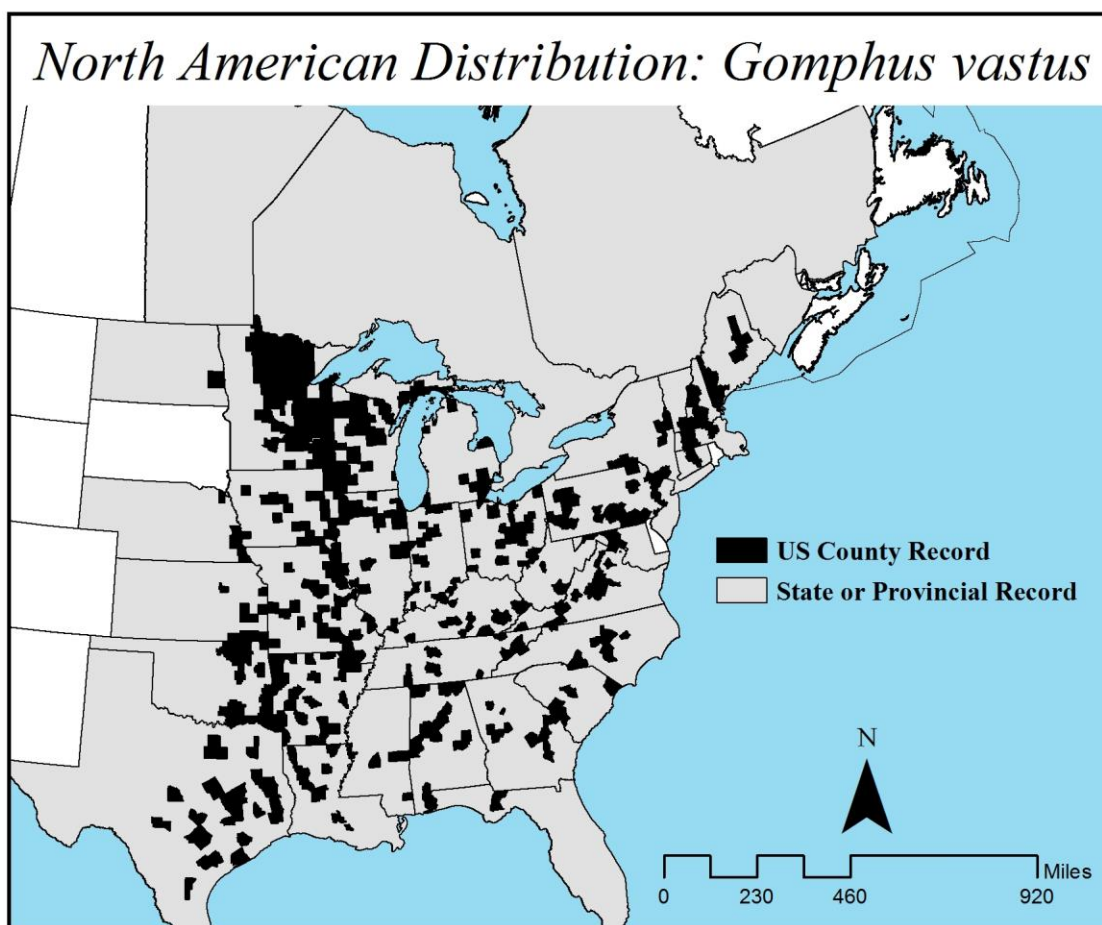 North American Distribution: Gomphus vastus
US County Record
State or Provincial Record
N
Miles
0 230 460 920